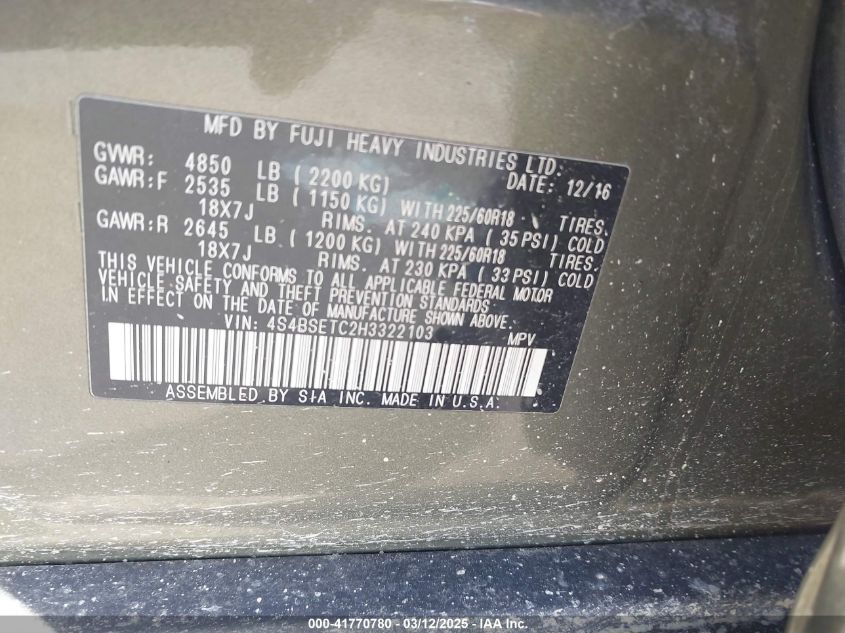 MFD BY FUJI HEAVY INDUSTRIES LTD.
GVWR: 4850 LB ( 2200 KG) DATE: 12/16
GAWR:F 2535 LB ( 1150 KG) WITH 225/60R18 TIRES.
18X7J RIMS. AT 240 KPA ( 35 PSI) COLD
GAWR:R 2645 LB ( 1200 KG) WITH 225/60R18 TIRES.
18X7J RIMS. AT 230 KPA ( 33 PSI) COLD
THIS VEHICLE CONFORMS TO ALL APPLICABLE FEDERAL MOTOR
VEHICLE SAFETY AND THEFT PREVENTION STANDARDS
IN EFFECT ON THE DATE OF MANUFACTURE SHOWN ABOVE.
VIN: 4S4BSETC2H3322103 MPV
ASSEMBLED BY SIA INC. MADE IN U.S.A.
000-41770780 - 03/12/2025 - IAA Inc.